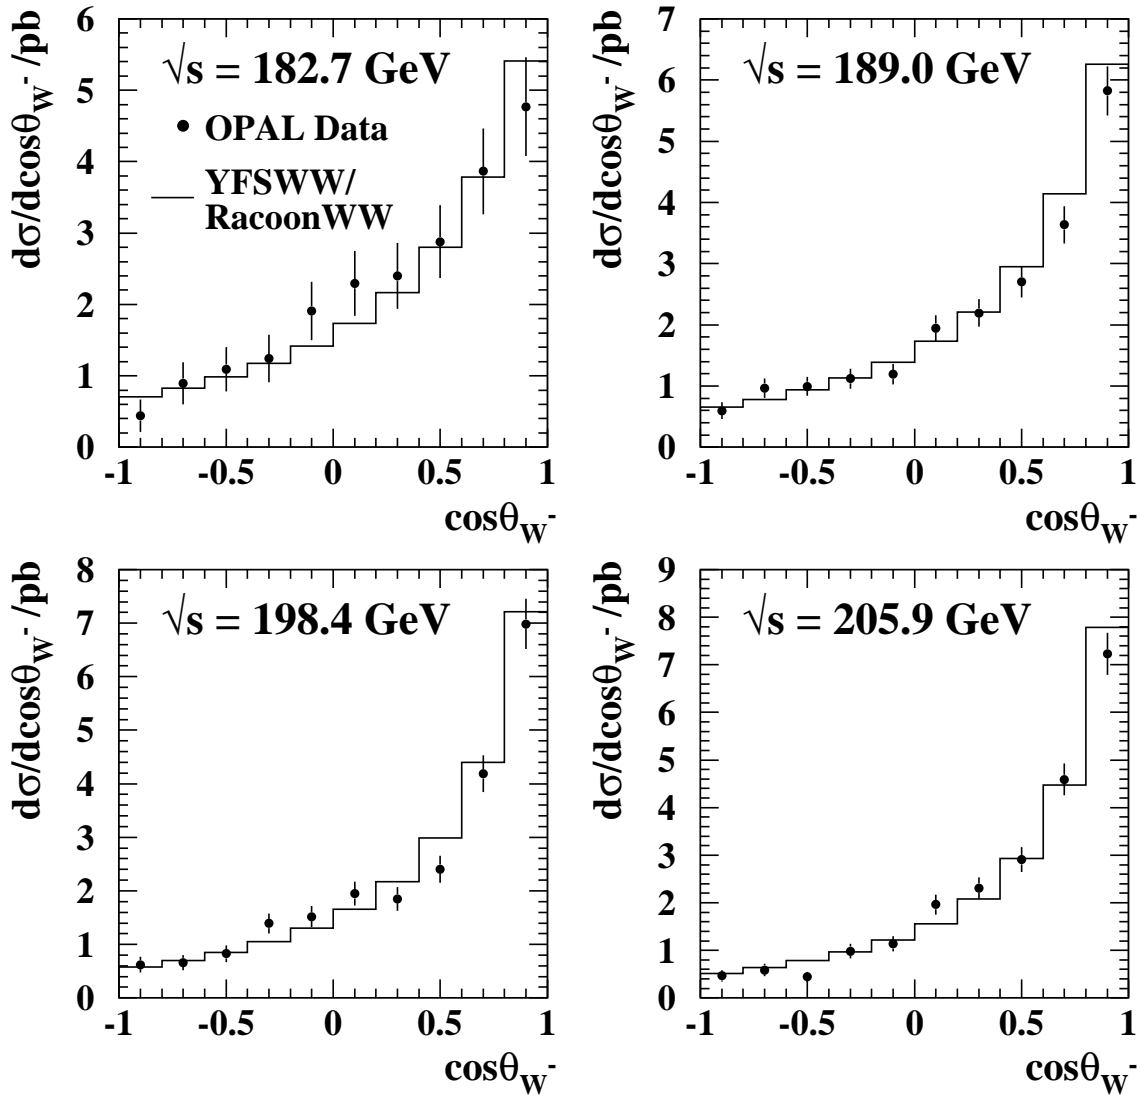 dσ/dcosθW- /pb
6
5
4
3
2
1
0
√s = 182.7 GeV
OPAL Data
YFSWW/
RacoonWW
-1 -0.5 0 0.5 1
cosθW-
dσ/dcosθW- /pb
7
6
5
4
3
2
1
0
√s = 189.0 GeV
-1 -0.5 0 0.5 1
cosθW-
dσ/dcosθW- /pb
8
7
6
5
4
3
2
1
0
√s = 198.4 GeV
-1 -0.5 0 0.5 1
cosθW-
dσ/dcosθW- /pb
9
8
7
6
5
4
3
2
1
0
√s = 205.9 GeV
-1 -0.5 0 0.5 1
cosθW-